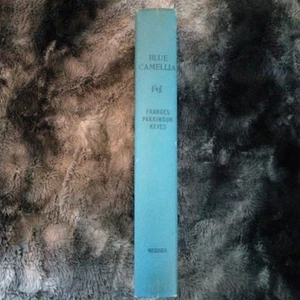 BLUE
CAMELLIA
FRANCES
PARKINSON
KEYES
MESSNER